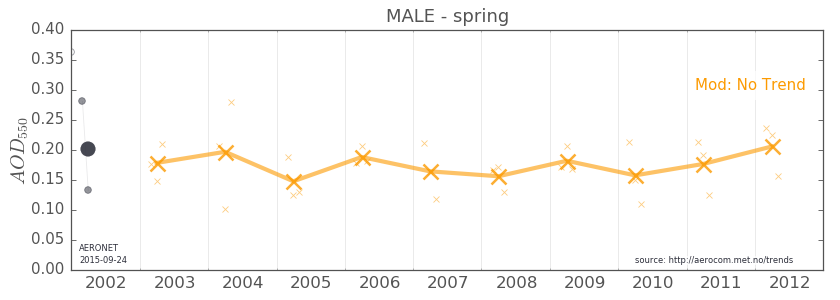 MALE - spring
0.40
0.35
0.30
0.25
0.20
0.15
0.10
0.05
0.00
AOD550
Mod: No Trend
AERONET
2015-09-24
source: http://aerocom.met.no/trends
2002 2003 2004 2005 2006 2007 2008 2009 2010 2011 2012